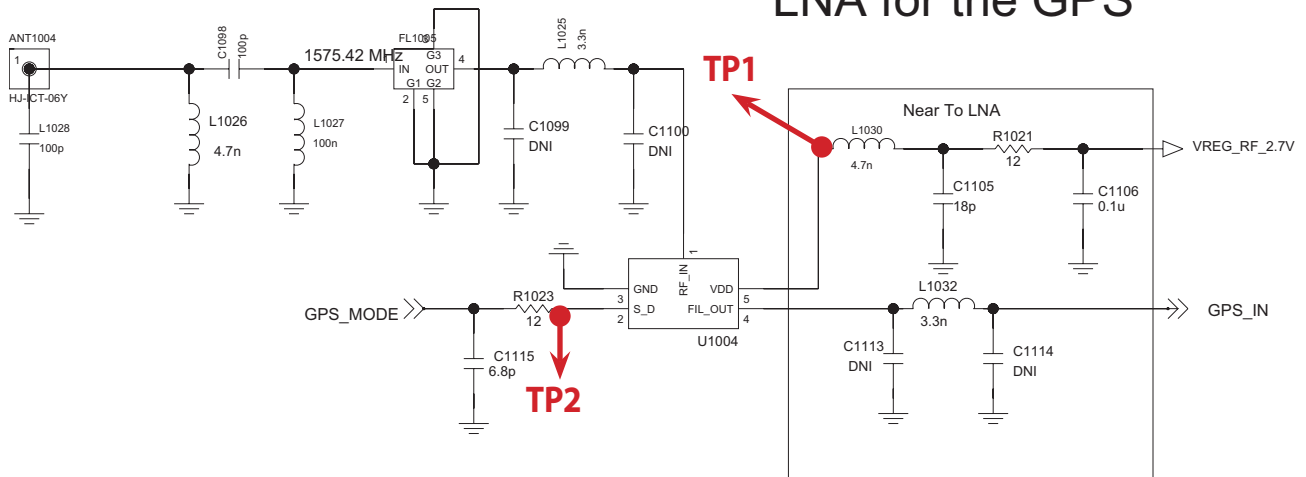 LNA for the GPS
ANT1004
1
HJ-ICT-06Y
L1028
100p
C1098
100p
L1026
4.7n
L1027
100n
1575.42 MHz
FL1005
1
3
G3
4
IN OUT
G1 G2
2 5
L1025
3.3n
C1099
DNI
C1100
DNI
TP1
Near To LNA
L1030
4.7n
R1021
12
VREG_RF_2.7V
C1105
18p
C1106
0.1u
GPS_MODE
R1023
12
C1115
6.8p
TP2
1
RF_IN
GND
3
S_D
2
VDD
5
FIL_OUT
4
U1004
L1032
3.3n
GPS_IN
C1113
DNI
C1114
DNI